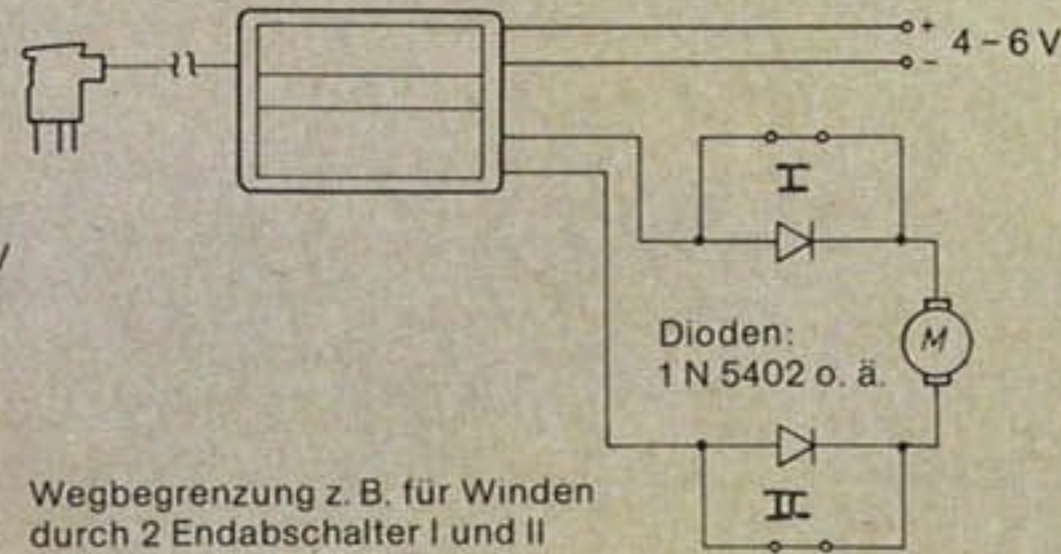 +
4 – 6 V
–
I
Dioden:
1 N 5402 o. ä.
M
II
Wegbegrenzung z. B. für Winden
durch 2 Endabschalter I und II